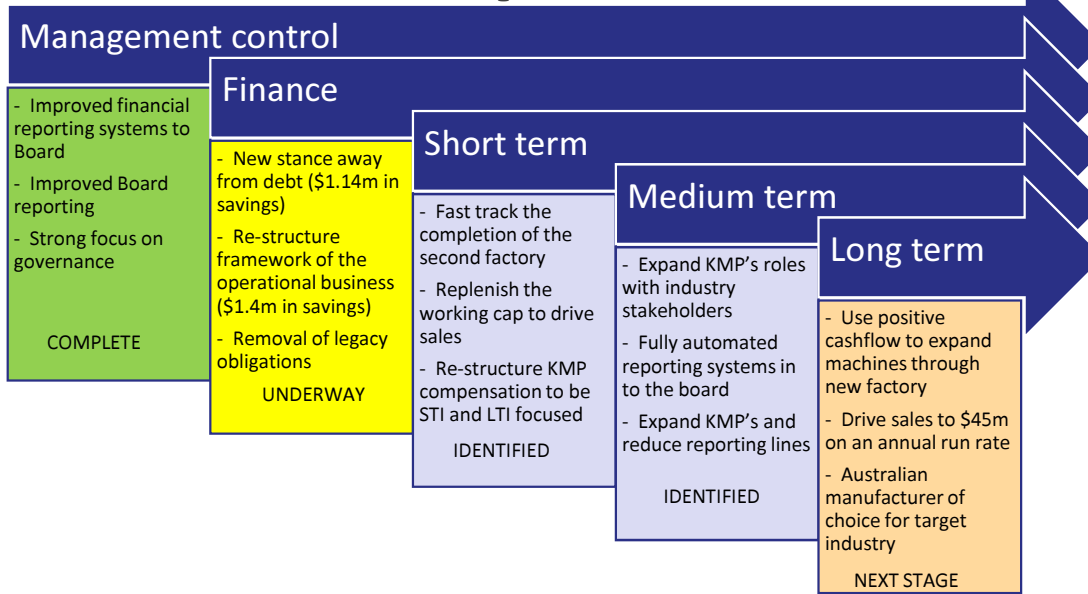 Management control
- Improved financial
reporting systems to
Board
- Improved Board
reporting
- Strong focus on
governance
COMPLETE
Finance
- New stance away
from debt ($1.14m in
savings)
- Re-structure
framework of the
operational business
($1.4m in savings)
- Removal of legacy
obligations
UNDERWAY
Short term
- Fast track the
completion of the
second factory
- Replenish the
working cap to drive
sales
- Re-structure KMP
compensation to be
STI and LTI focused
IDENTIFIED
Medium term
- Expand KMP's roles
with industry
stakeholders
- Fully automated
reporting systems in
to the board
- Expand KMP's and
reduce reporting lines
IDENTIFIED
Long term
- Use positive
cashflow to expand
machines through
new factory
- Drive sales to $45m
on an annual run rate
- Australian
manufacturer of
choice for target
industry
NEXT STAGE